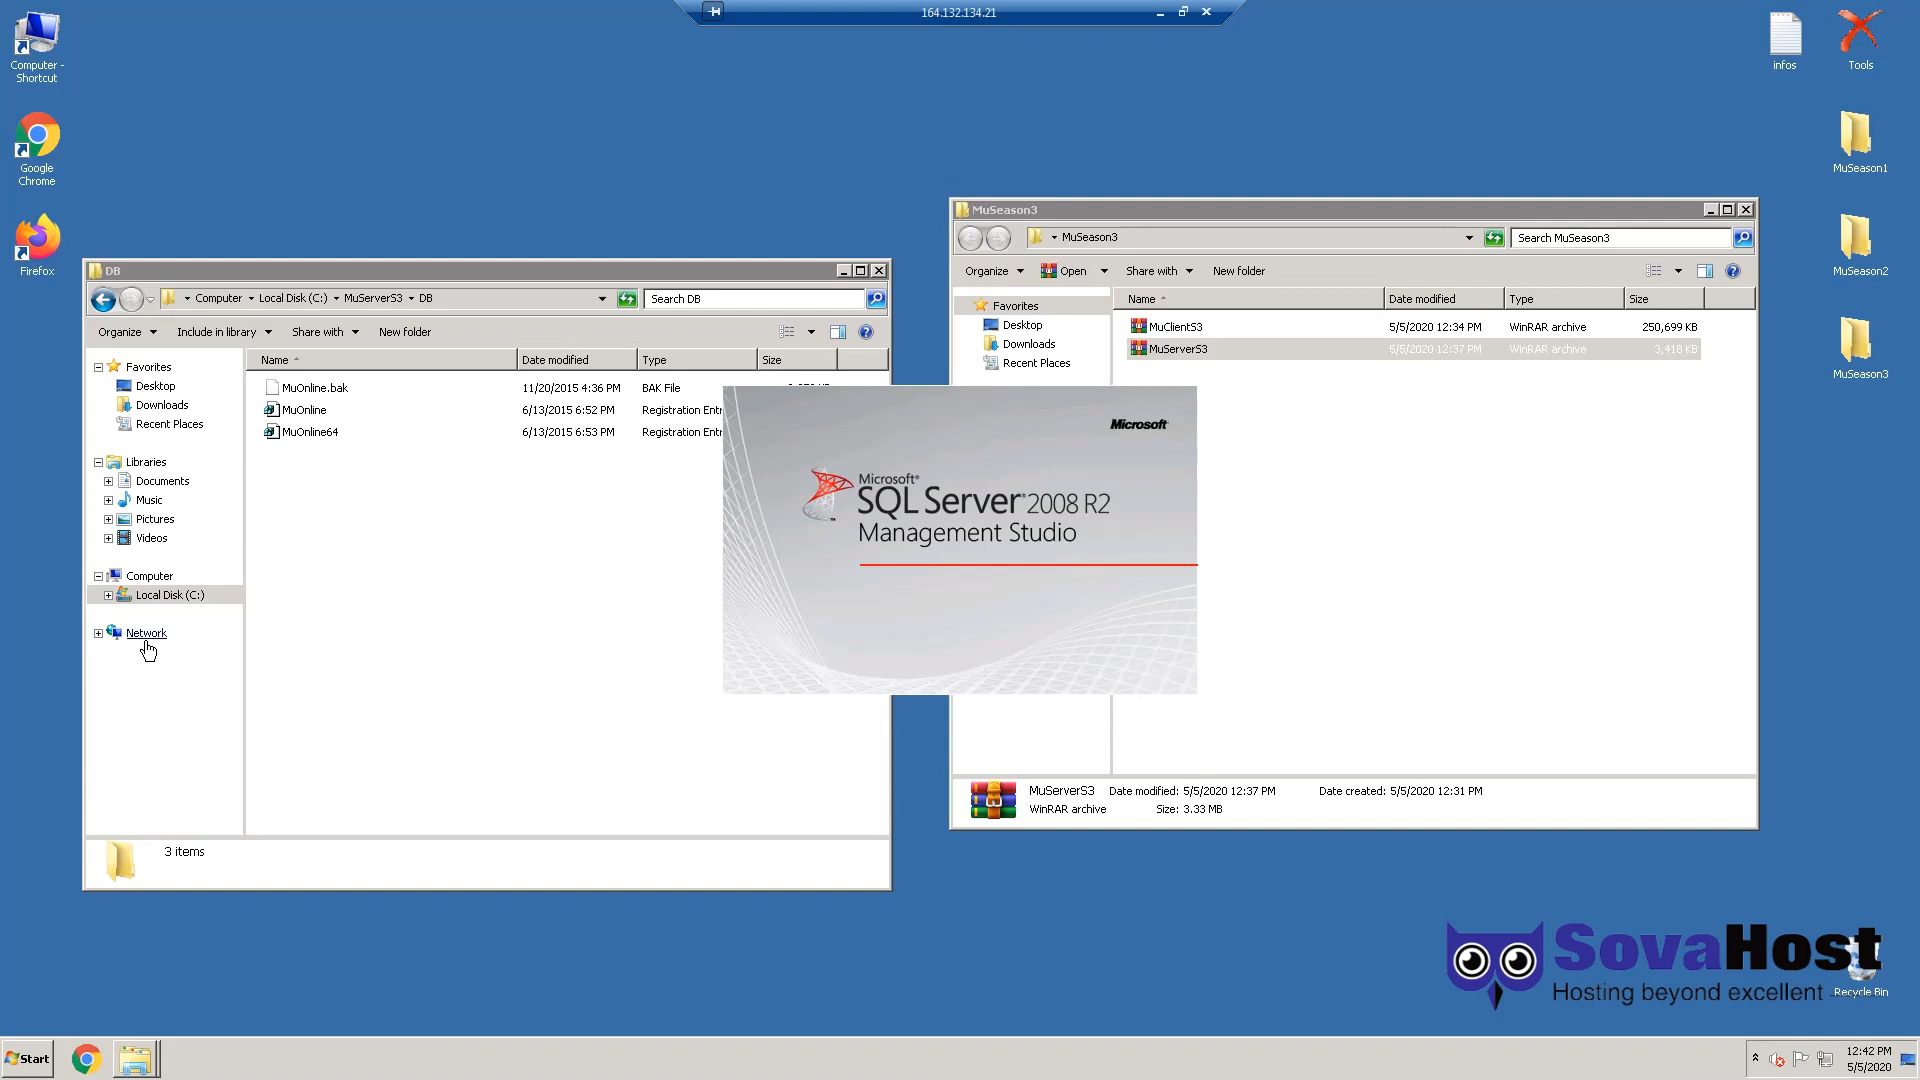 164.132.134.21
Computer -
Shortcut
Google
Chrome
Firefox
infos
Tools
MuSeason1
MuSeason2
MuSeason3
DB
Computer
Local Disk (C:)
MuServerS3
DB
Search DB
Organize
Include in library
Share with
New folder
Favorites
Desktop
Downloads
Recent Places
Libraries
Documents
Music
Pictures
Videos
Computer
Local Disk (C:)
Network
Name
Date modified
Type
Size
MuOnline.bak
11/20/2015 4:36 PM
BAK File
MuOnline
6/13/2015 6:52 PM
Registration Entr
MuOnline64
6/13/2015 6:53 PM
Registration Entr
3 items
Microsoft
Microsoft®
SQL Server® 2008 R2
Management Studio
MuSeason3
MuSeason3
Search MuSeason3
Organize
Open
Share with
New folder
Favorites
Desktop
Downloads
Recent Places
Name
Date modified
Type
Size
MuClientS3
5/5/2020 12:34 PM
WinRAR archive
250,699 KB
MuServerS3
5/5/2020 12:37 PM
WinRAR archive
3,418 KB
MuServerS3
Date modified: 5/5/2020 12:37 PM
Date created: 5/5/2020 12:31 PM
WinRAR archive
Size: 3.33 MB
SovaHost
Hosting beyond excellent
Recycle Bin
Start
12:42 PM
5/5/2020